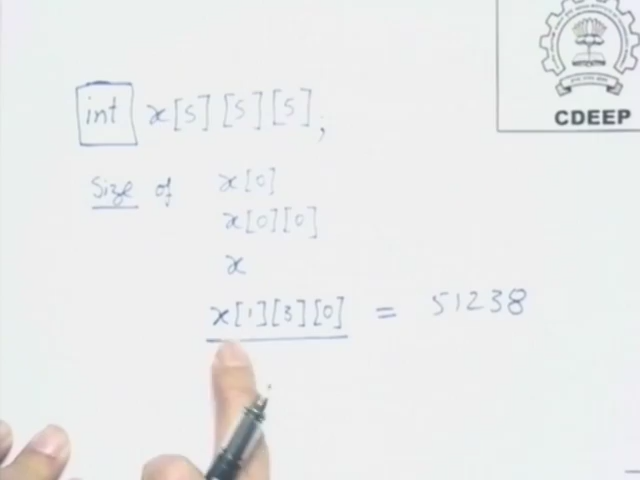 int x[5][5][5];
CDEEP
Size of x[0]
x[0][0]
x
x[1][3][0] = 51238